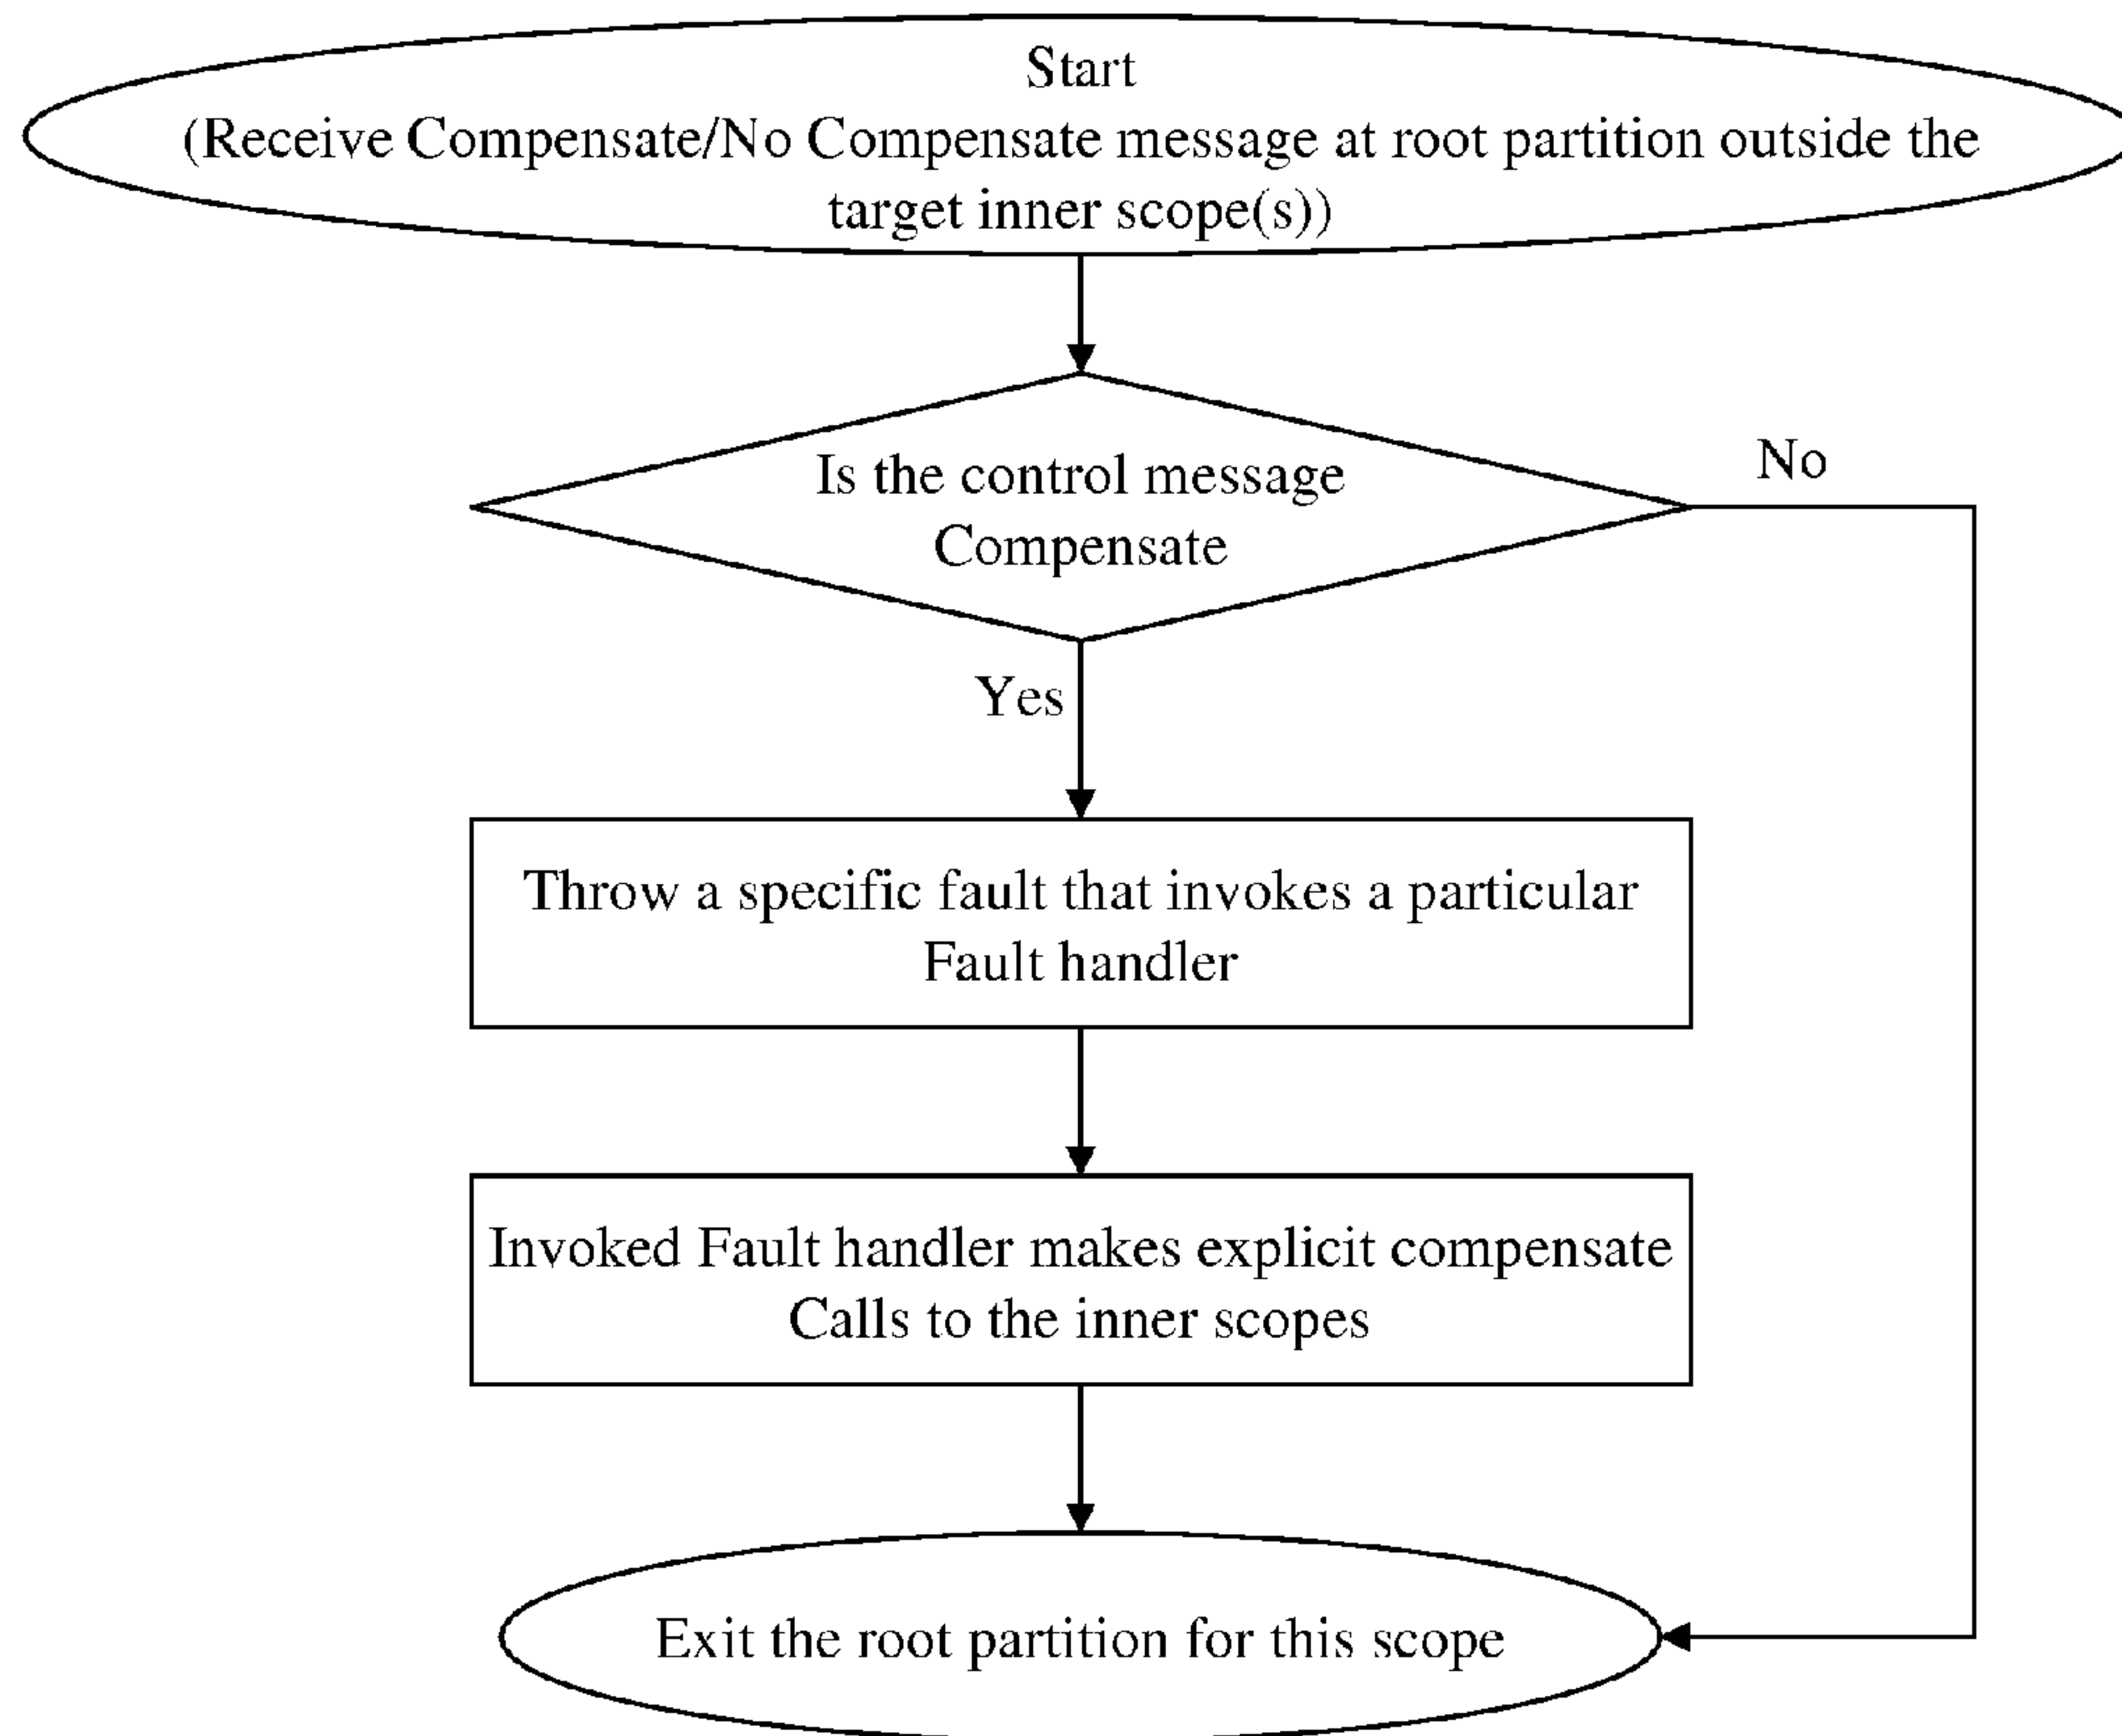 Start
(Receive Compensate/No Compensate message at root partition outside the
target inner scope(s))
Is the control message
Compensate
No
Yes
Throw a specific fault that invokes a particular
Fault handler
Invoked Fault handler makes explicit compensate
Calls to the inner scopes
Exit the root partition for this scope